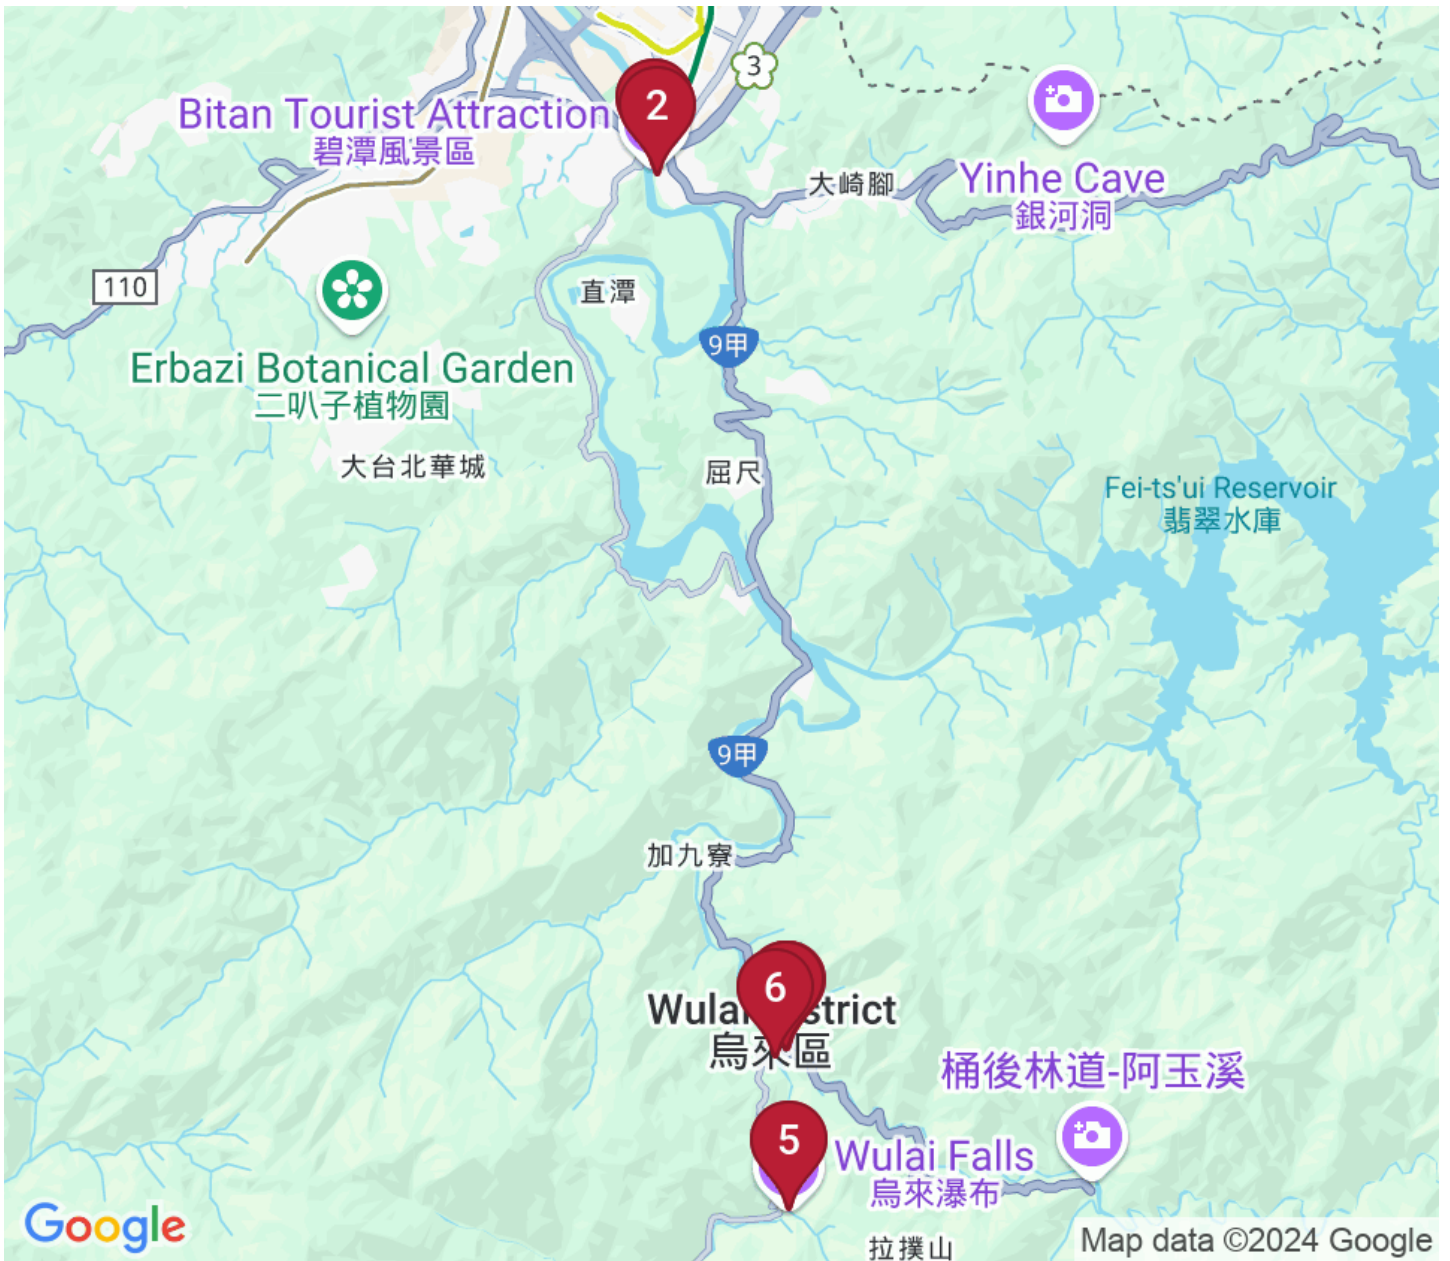 3
2
Bitan Tourist Attraction
碧潭風景區
大崎腳
Yinhe Cave
銀河洞
110
直潭
9甲
Erbazi Botanical Garden
二叭子植物園
大台北華城
屈尺
Fei-ts'ui Reservoir
翡翠水庫
9甲
加九寮
6
Wulai District
烏來區
桶後林道-阿玉溪
5
Wulai Falls
烏來瀑布
拉撲山
Google
Map data ©2024 Google